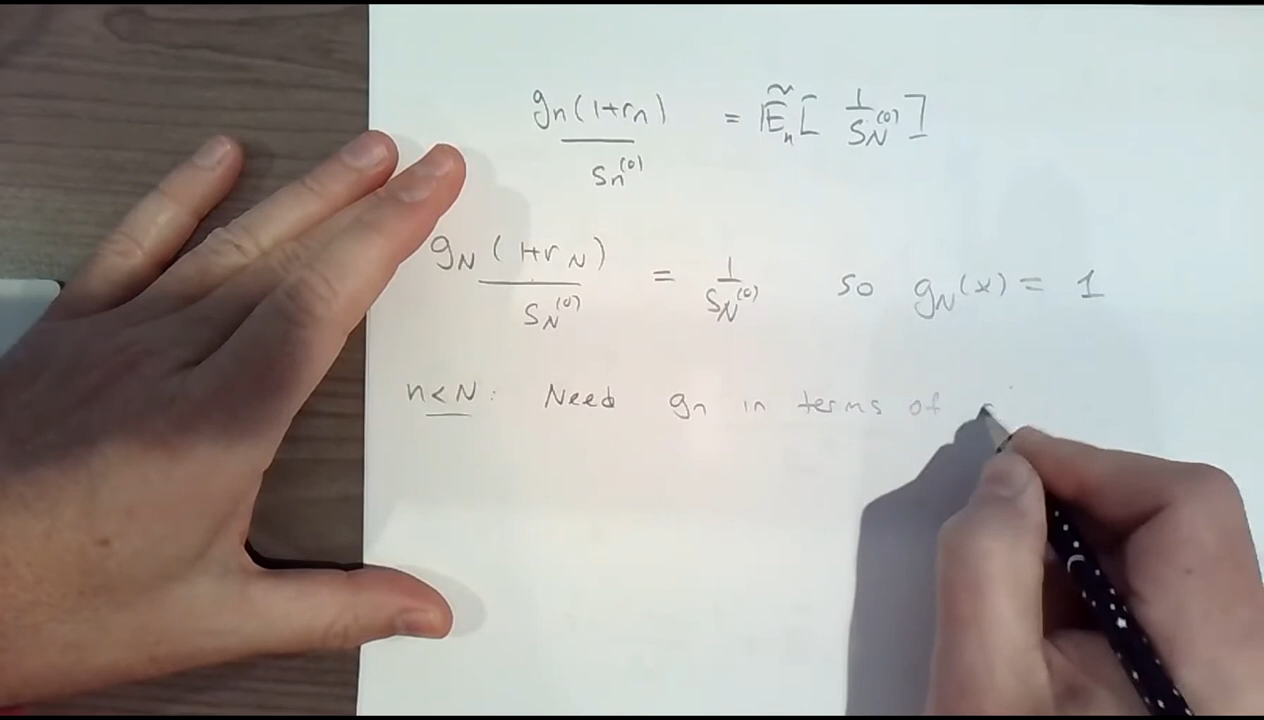 gn(1+rn) / Sn^(0) = Ẽn[ 1 / SN^(0) ]
gN(1+rN) / SN^(0) = 1 / SN^(0) so gN(x) = 1
n<N: Need gn in terms of